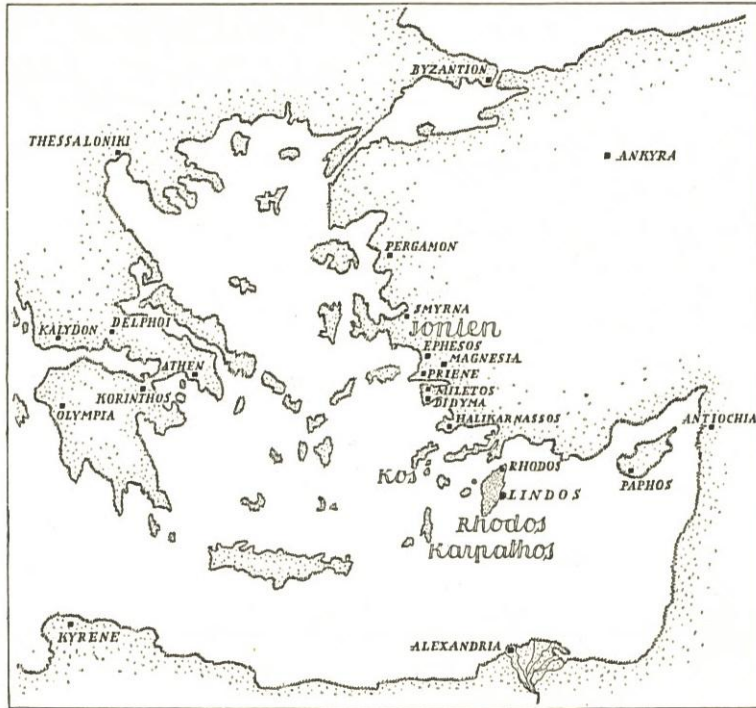 BYZANTION
THESSALONIKI
ANKYRA
PERGAMON
SMYRNA
Jonien
KALYDON
DELPHOI
EPHESOS
MAGNESIA
ATHEN
PRIENE
KORINTHOS
MILETOS
OLYMPIA
DIDYMA
HALIKARNASSOS
ANTIOCHIA
Kos
RHODOS
PAPHOS
LINDOS
Rhodos
Karpathos
KYRENE
ALEXANDRIA